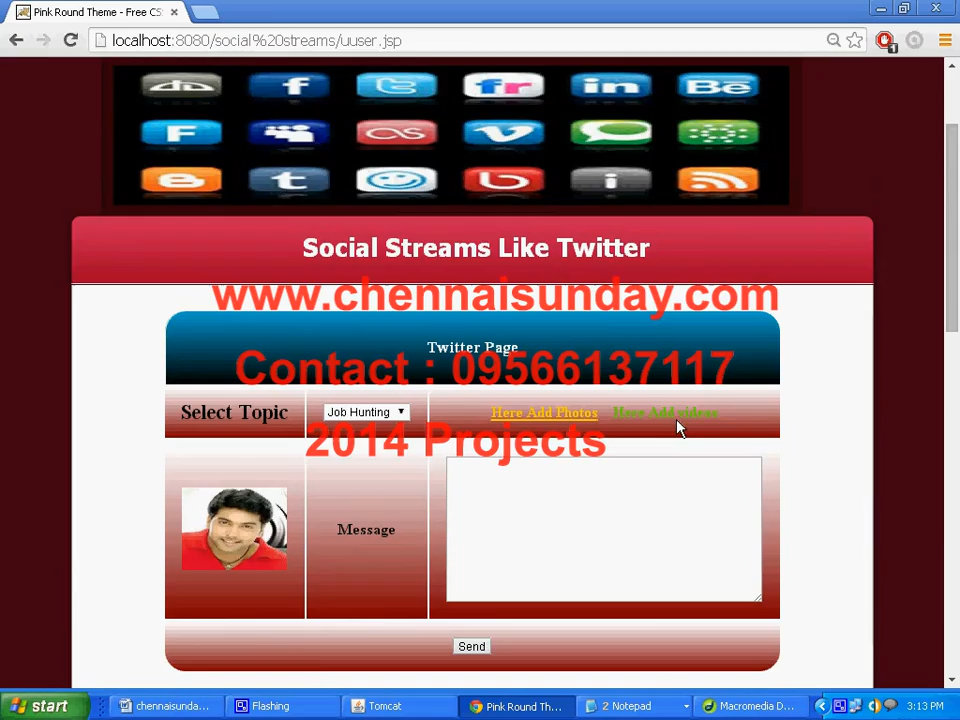 Pink Round Theme - Free CS
localhost:8080/social%20streams/uuser.jsp
Social Streams Like Twitter
www.chennaisunday.com
Twitter Page
Contact : 09566137117
Select Topic
Job Hunting
Here Add Photos
Here Add videos
2014 Projects
Message
Send
start
chennaisunda...
Flashing
Tomcat
Pink Round Th...
2 Notepad
Macromedia D...
3:13 PM